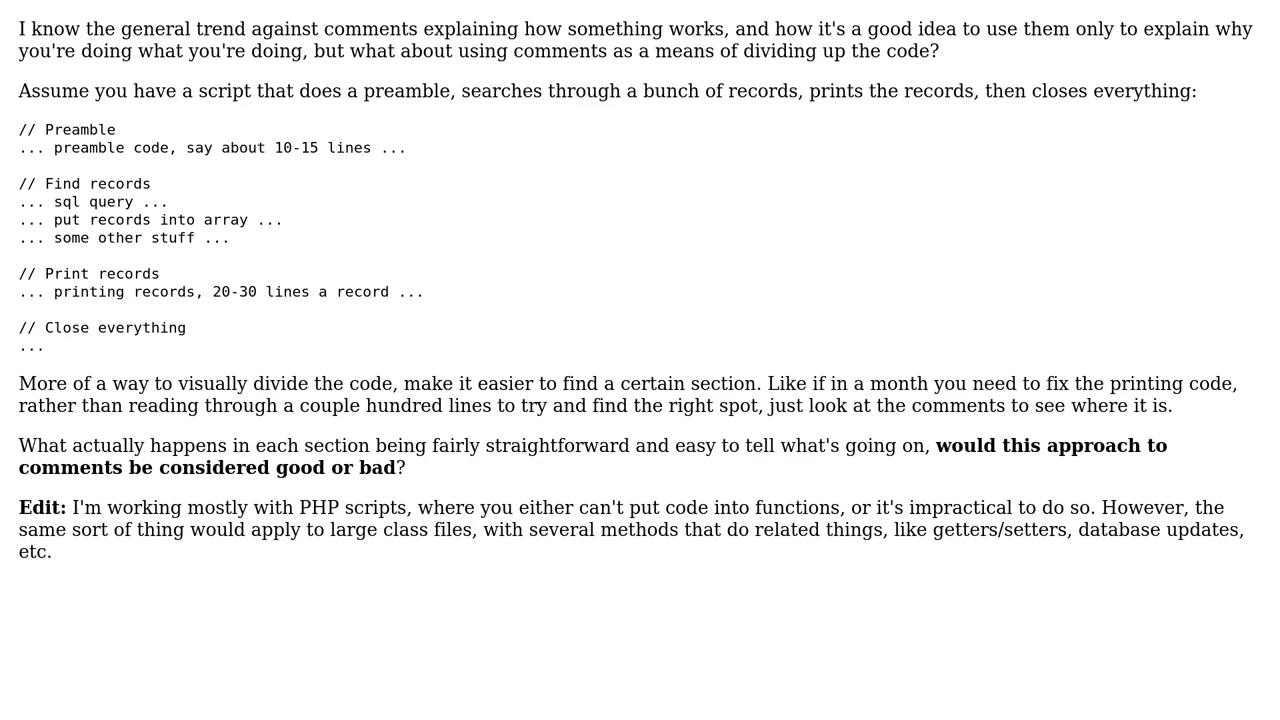 I know the general trend against comments explaining how something works, and how it's a good idea to use them only to explain why
you're doing what you're doing, but what about using comments as a means of dividing up the code?
Assume you have a script that does a preamble, searches through a bunch of records, prints the records, then closes everything:
// Preamble
... preamble code, say about 10-15 lines ...
// Find records
... sql query ...
... put records into array ...
... some other stuff ...
// Print records
... printing records, 20-30 lines a record ...
// Close everything
...
More of a way to visually divide the code, make it easier to find a certain section. Like if in a month you need to fix the printing code,
rather than reading through a couple hundred lines to try and find the right spot, just look at the comments to see where it is.
What actually happens in each section being fairly straightforward and easy to tell what's going on, would this approach to
comments be considered good or bad?
Edit: I'm working mostly with PHP scripts, where you either can't put code into functions, or it's impractical to do so. However, the
same sort of thing would apply to large class files, with several methods that do related things, like getters/setters, database updates,
etc.